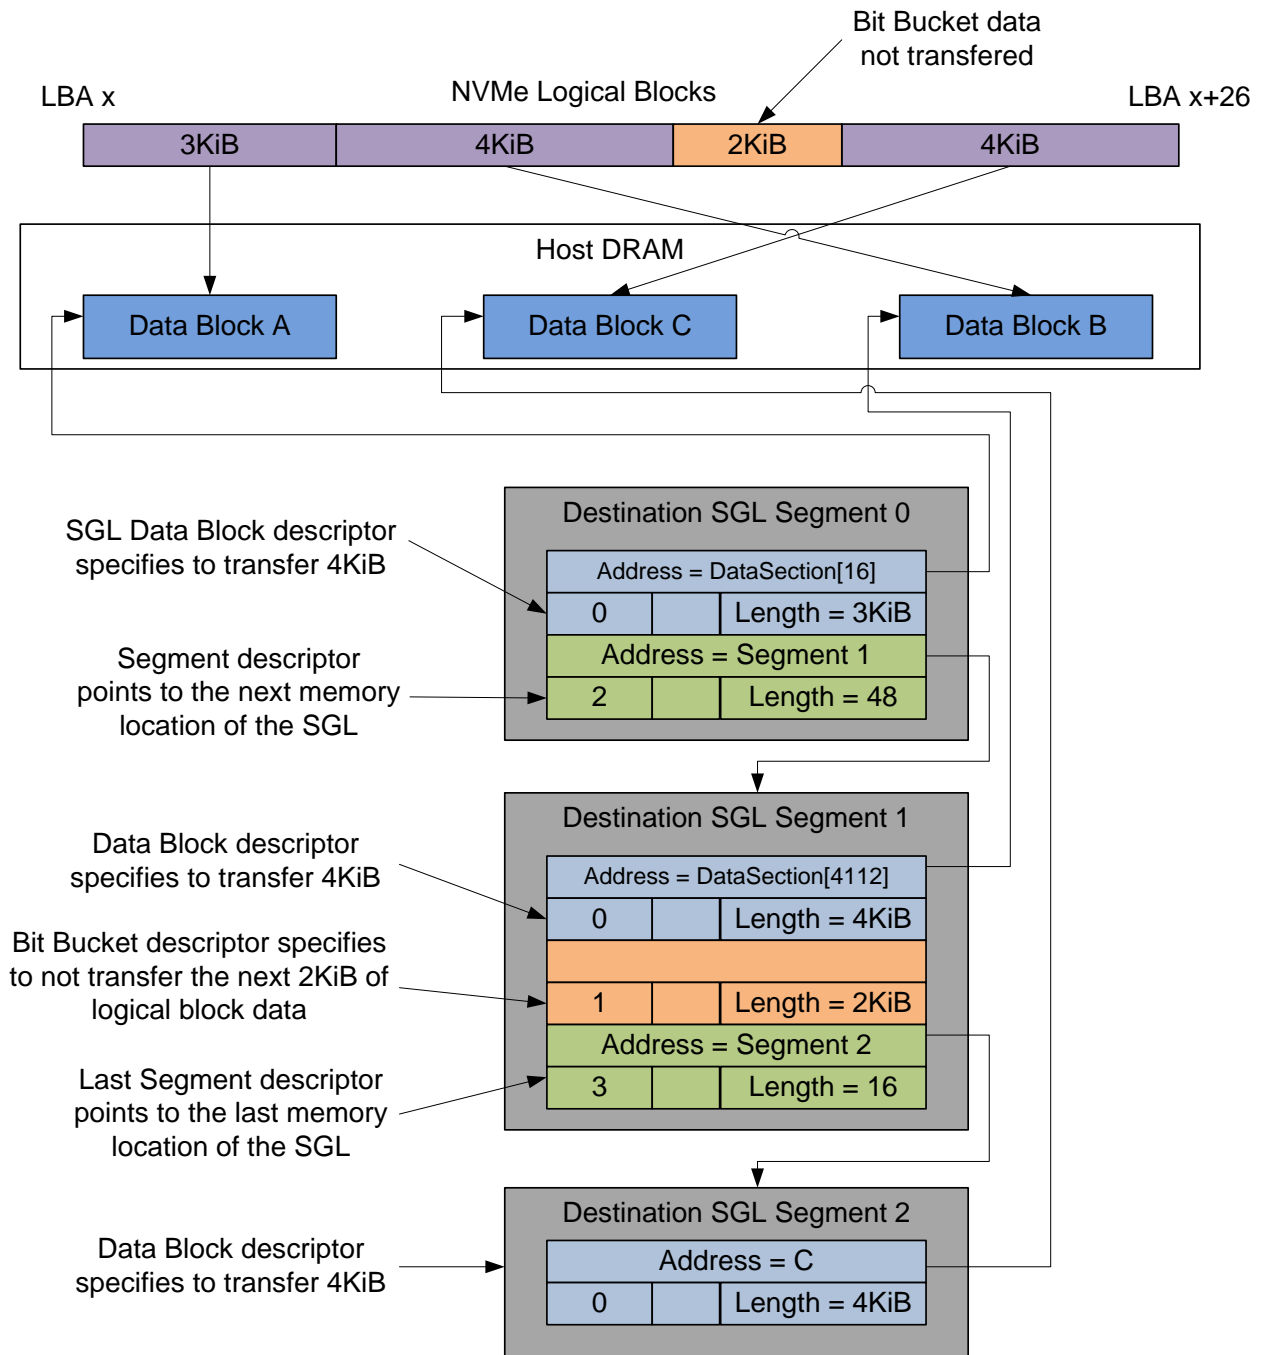 Bit Bucket data
not transfered
LBA x
NVMe Logical Blocks
LBA x+26
3KiB
4KiB
2KiB
4KiB
Host DRAM
Data Block A
Data Block C
Data Block B
Destination SGL Segment 0
SGL Data Block descriptor
specifies to transfer 4KiB
Address = DataSection[16]
0
Length = 3KiB
Segment descriptor
points to the next memory
location of the SGL
Address = Segment 1
2
Length = 48
Destination SGL Segment 1
Data Block descriptor
specifies to transfer 4KiB
Address = DataSection[4112]
0
Length = 4KiB
Bit Bucket descriptor specifies
to not transfer the next 2KiB of
logical block data
1
Length = 2KiB
Address = Segment 2
Last Segment descriptor
points to the last memory
location of the SGL
3
Length = 16
Destination SGL Segment 2
Data Block descriptor
specifies to transfer 4KiB
Address = C
0
Length = 4KiB